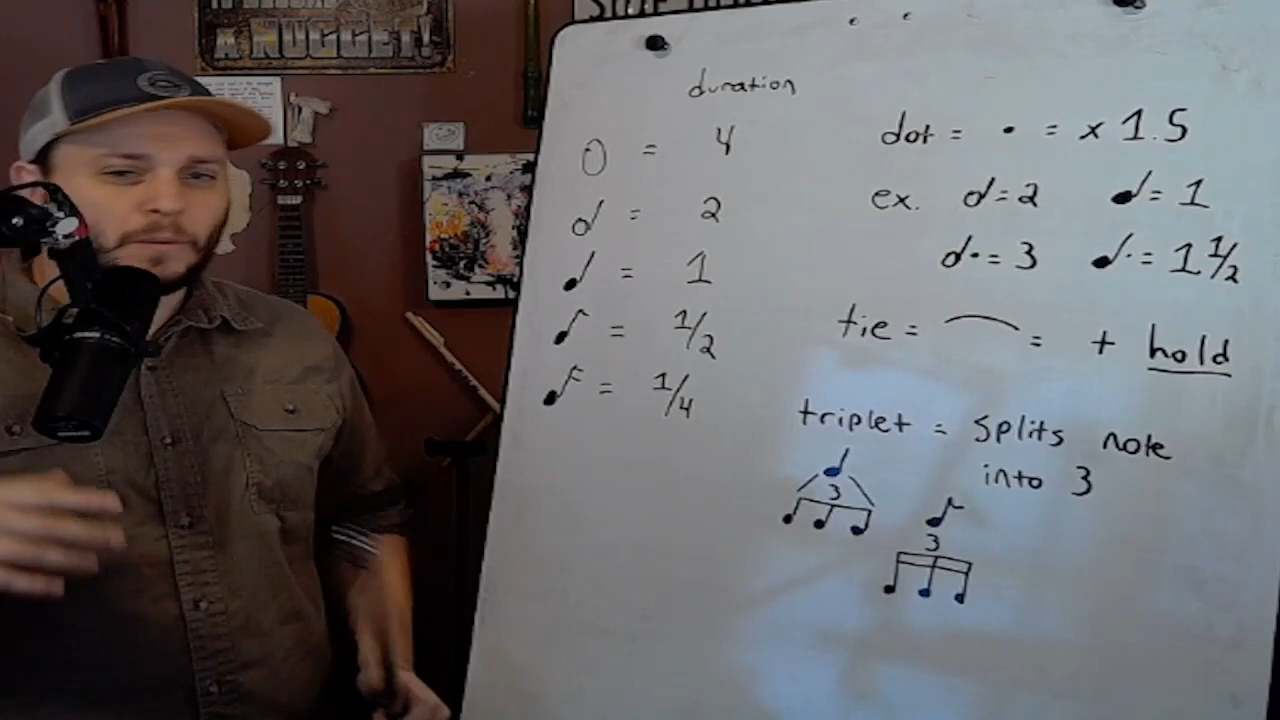 A NUGGET!
duration
𝅝 = 4
𝅗𝅥 = 2
♩ = 1
♪ = 1/2
𝅘𝅥𝅯 = 1/4
dot = • = x 1.5
ex. 𝅗𝅥 = 2 ♩ = 1
𝅗𝅥. = 3 ♩. = 1 1/2
tie = ⁀ = + hold
triplet = splits note
into 3
3
3